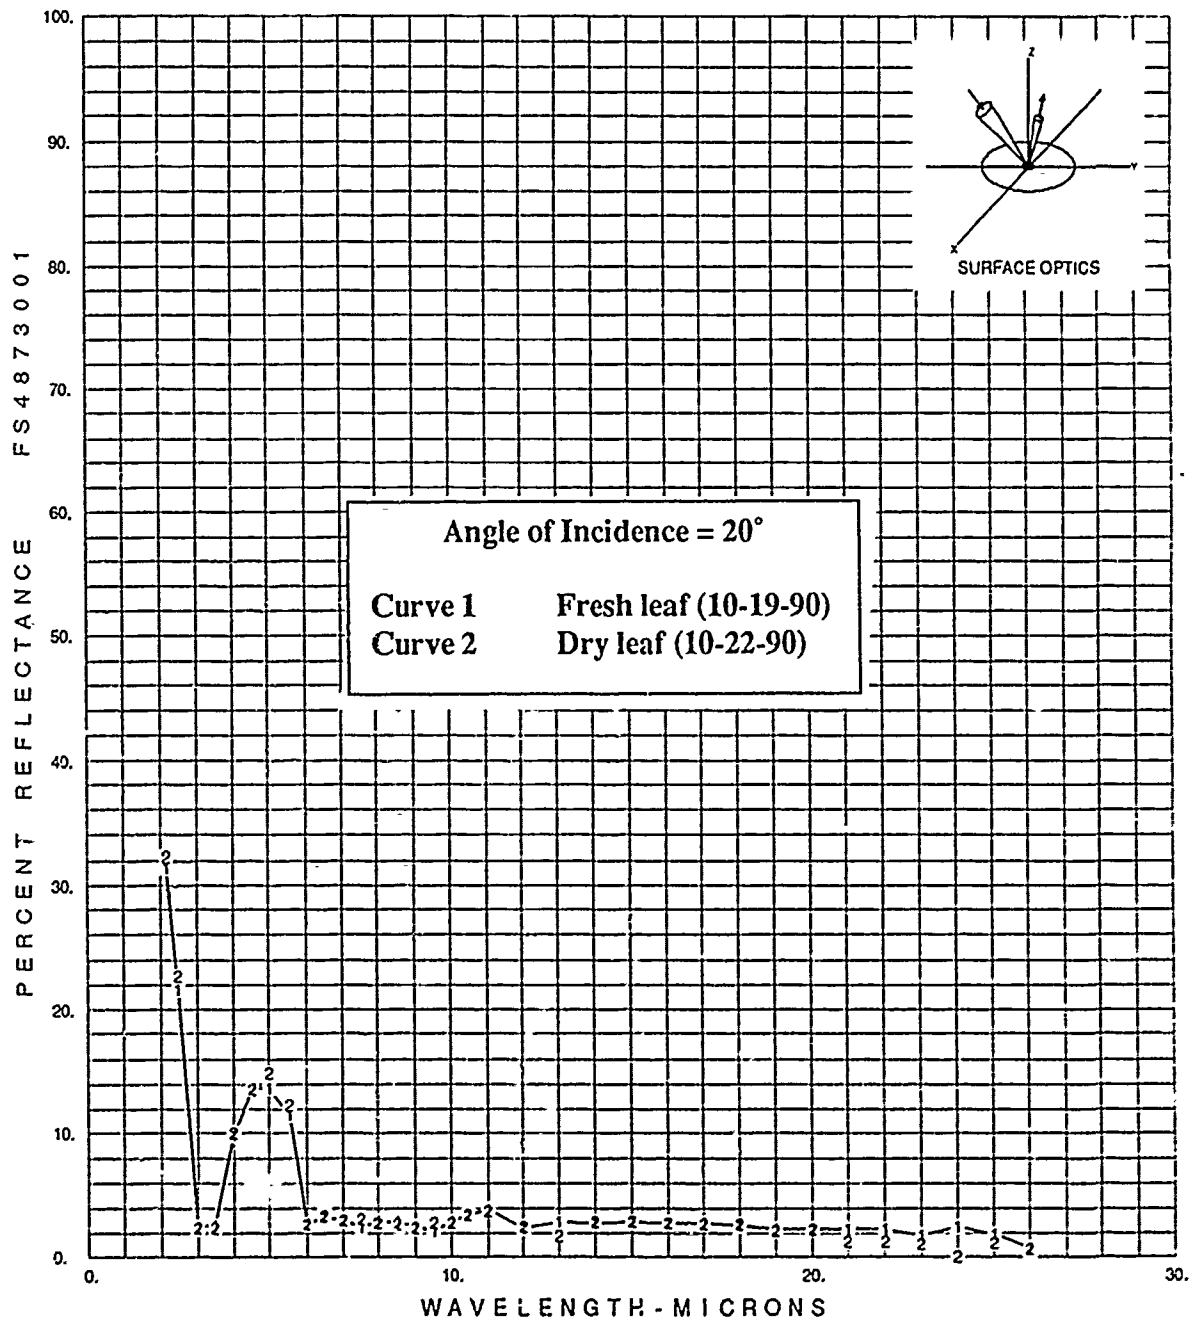 100.
90.
80.
70.
60.
50.
40.
30.
20.
10.
0.
PERCENT REFLECTANCE FS4873001
Z
Y
X
SURFACE OPTICS
Angle of Incidence = 20°
Curve 1 Fresh leaf (10-19-90)
Curve 2 Dry leaf (10-22-90)
0. 10. 20. 30.
WAVELENGTH-MICRONS